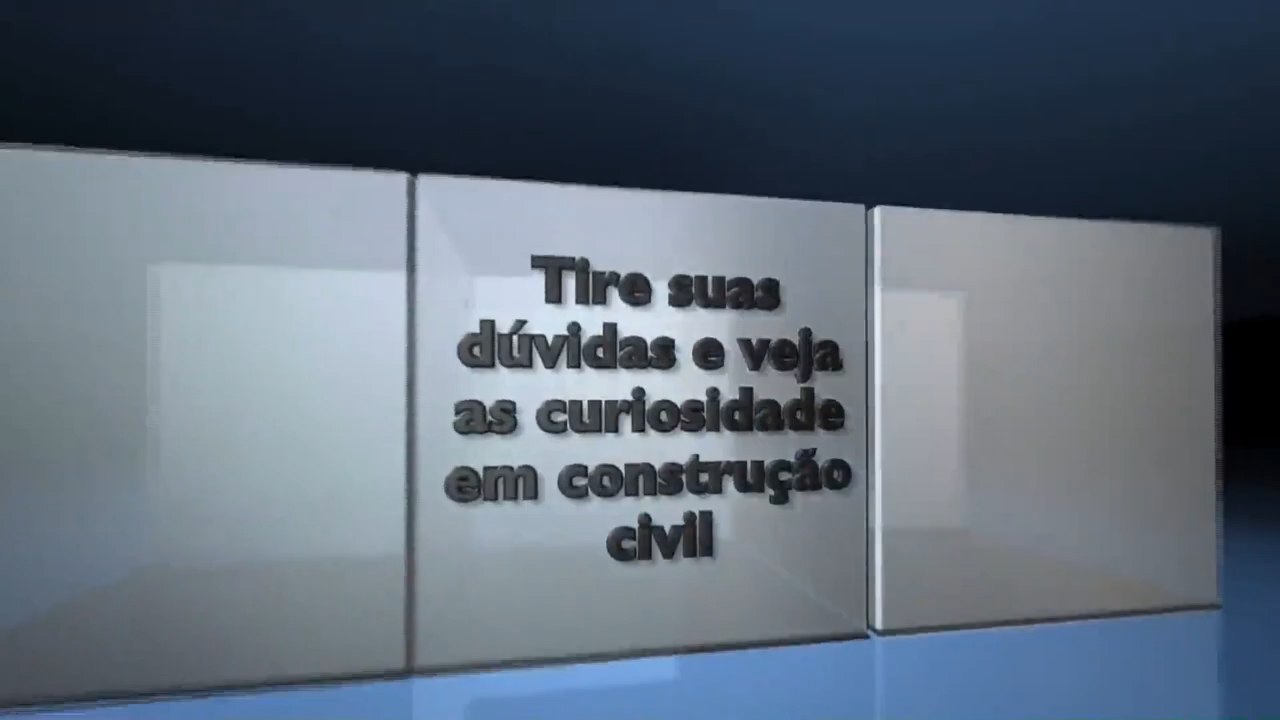 Tire suas
dúvidas e veja
as curiosidade
em construção
civil